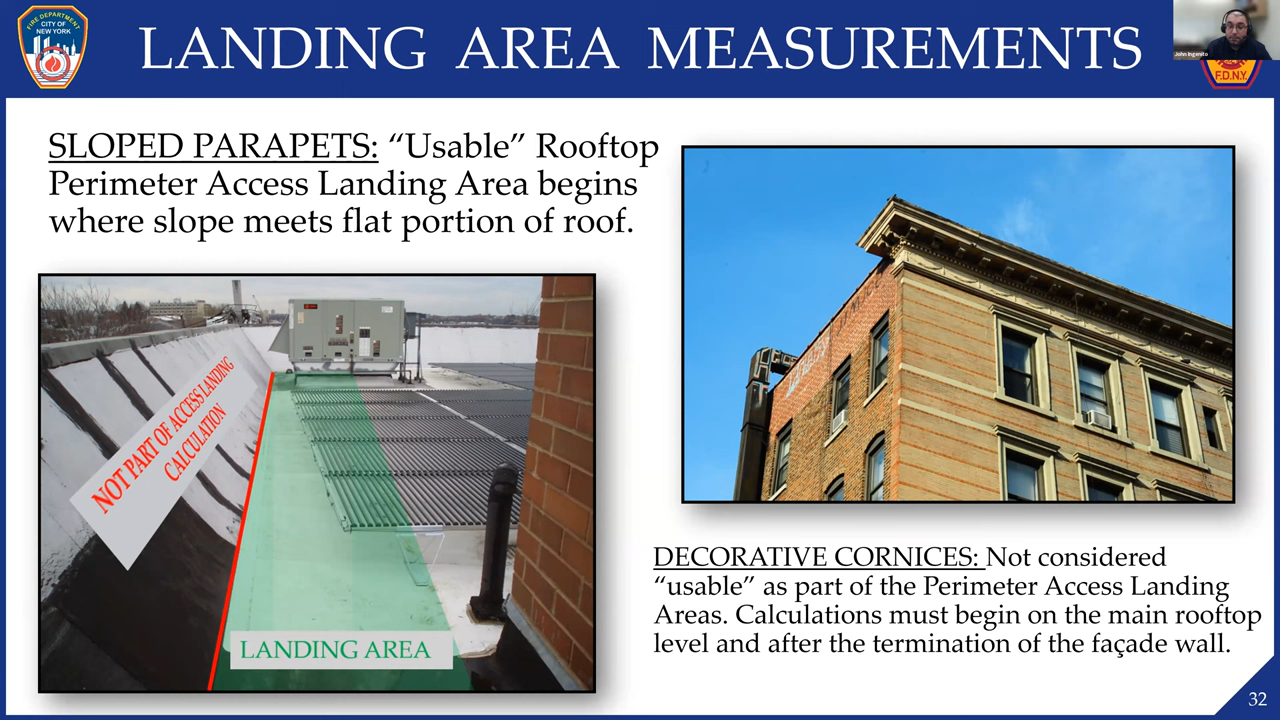 FIRE DEPARTMENT
CITY OF
NEW YORK
LANDING AREA MEASUREMENTS
John Ingenito
F.D.N.Y.
SLOPED PARAPETS: “Usable” Rooftop
Perimeter Access Landing Area begins
where slope meets flat portion of roof.
NOT PART OF ACCESS LANDING
CALCULATION
LANDING AREA
DECORATIVE CORNICES: Not considered
“usable” as part of the Perimeter Access Landing
Areas. Calculations must begin on the main rooftop
level and after the termination of the façade wall.
32